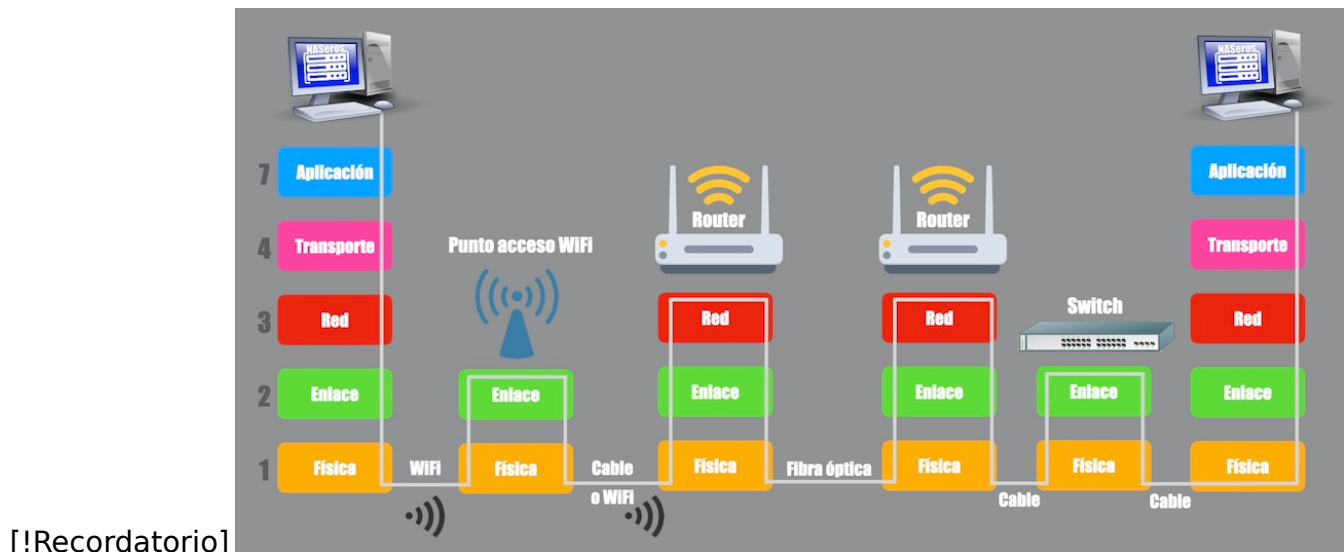 NASeros
NASeros
7
Aplicación
Aplicación
Router
Router
4
Transporte
Punto acceso WiFi
Transporte
3
Red
Red
Red
Switch
Red
2
Enlace
Enlace
Enlace
Enlace
Enlace
Enlace
1
Física
WiFi
Física
Cable
o WiFi
Física
Fibra óptica
Física
Cable
Física
Cable
Física
[!Recordatorio]